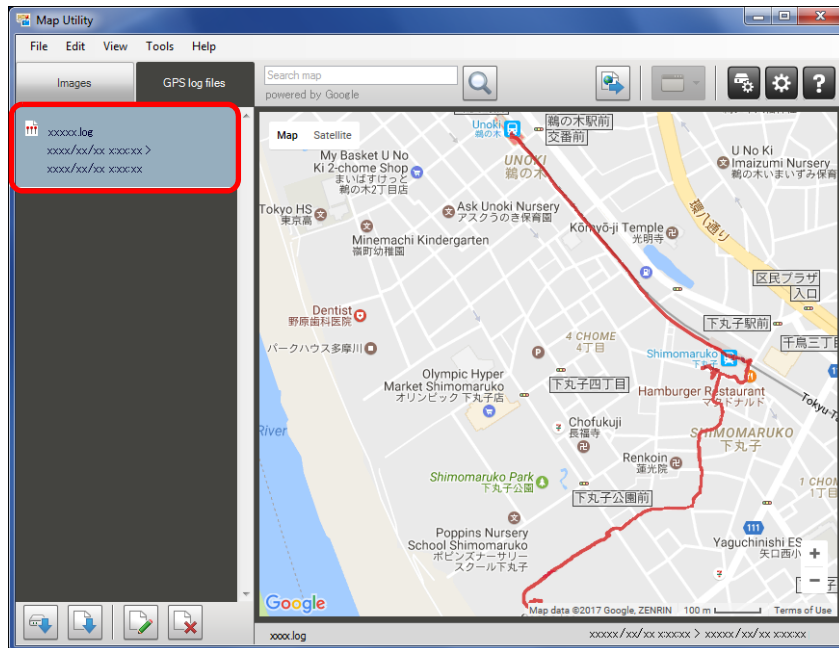 Map Utility
File Edit View Tools Help
Images
GPS log files
Search map
powered by Google
xxxxx.log
xxxx/xx/xx x:xx:xx >
xxxx/xx/xx x:xx:xx
Map Satellite
Unoki
鵜の木
鵜の木駅前
交番前
My Basket U No
Ki 2-chome Shop
まいばすけっと
鵜の木2丁目店
UNOKI
鵜の木
U No Ki
Imaizumi Nursery
鵜の木いまいずみ保育
Tokyo HS
東京高
Ask Unoki Nursery
アスクうのき保育園
環八通り
Minemachi Kindergarten
嶺町幼稚園
Kōmyō-ji Temple
光明寺
区民プラザ
入口
Dentist
野原歯科医院
下丸子駅前
パークハウス多摩川
4 CHOME
4丁目
千鳥三丁目
Shimomaruko
下丸子
Olympic Hyper
Market Shimomaruko
オリンピック 下丸子店
下丸子四丁目
Hamburger Restaurant
マクドナルド
Tokyu-Ta
River
Chofukuji
長福寺
SHIMOMARUKO
下丸子
Renkoin
蓮光院
Shimomaruko Park
下丸子公園
下丸子公園前
1 CHOM
1丁目
111
Poppins Nursery
School Shimomaruko
ポピンズナーサリー
スクール下丸子
Yaguchinishi ES
矢口西小
Google
Map data ©2017 Google, ZENRIN 100 m Terms of Use
xxxx.log
xxxxx/xx/xx x:xx:xx > xxxxx/xx/xx x:xx:xx